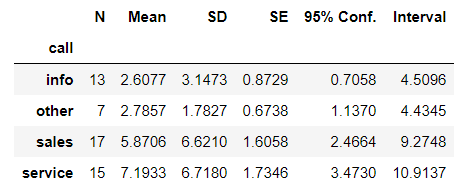 N Mean SD SE 95% Conf. Interval
call
info 13 2.6077 3.1473 0.8729 0.7058 4.5096
other 7 2.7857 1.7827 0.6738 1.1370 4.4345
sales 17 5.8706 6.6210 1.6058 2.4664 9.2748
service 15 7.1933 6.7180 1.7346 3.4730 10.9137